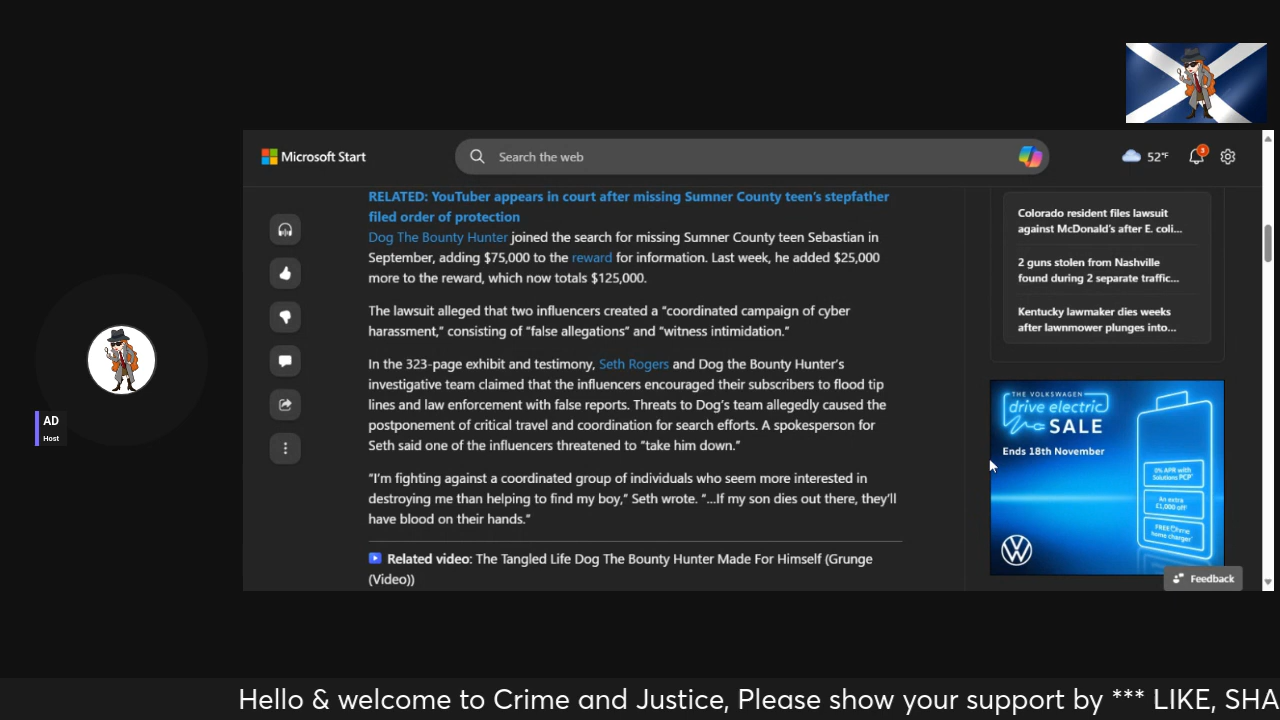 Microsoft Start
Search the web
52°F
3
RELATED: YouTuber appears in court after missing Sumner County teen's stepfather
filed order of protection
Dog The Bounty Hunter joined the search for missing Sumner County teen Sebastian in
September, adding $75,000 to the reward for information. Last week, he added $25,000
more to the reward, which now totals $125,000.
The lawsuit alleged that two influencers created a "coordinated campaign of cyber
harassment," consisting of "false allegations" and "witness intimidation."
In the 323-page exhibit and testimony, Seth Rogers and Dog the Bounty Hunter's
investigative team claimed that the influencers encouraged their subscribers to flood tip
lines and law enforcement with false reports. Threats to Dog's team allegedly caused the
postponement of critical travel and coordination for search efforts. A spokesperson for
Seth said one of the influencers threatened to "take him down."
"I'm fighting against a coordinated group of individuals who seem more interested in
destroying me than helping to find my boy," Seth wrote. "...If my son dies out there, they'll
have blood on their hands."
Related video: The Tangled Life Dog The Bounty Hunter Made For Himself (Grunge
(Video))
Colorado resident files lawsuit
against McDonald's after E. coli...
2 guns stolen from Nashville
found during 2 separate traffic...
Kentucky lawmaker dies weeks
after lawnmower plunges into...
THE VOLKSWAGEN
drive electric
SALE
Ends 18th November
0% APR with
Solutions PCP
An extra
£1,000 off
FREE Ohme
home charger
Feedback
AD
Host
Hello & welcome to Crime and Justice, Please show your support by *** LIKE, SHA